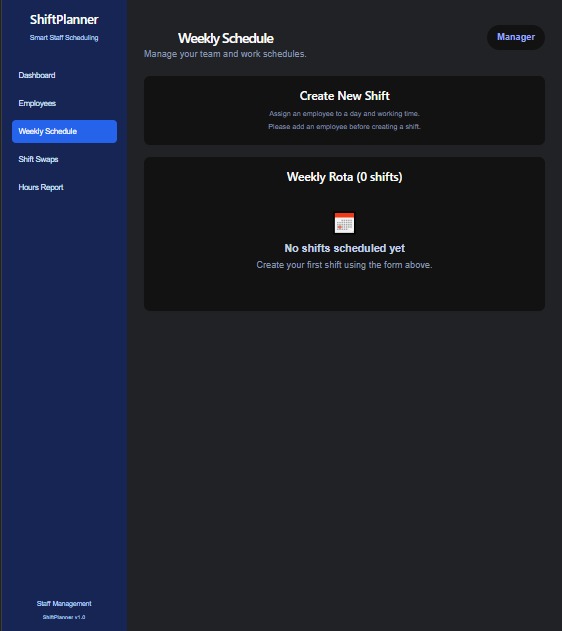 ShiftPlanner
Smart Staff Scheduling
Dashboard
Employees
Weekly Schedule
Shift Swaps
Hours Report
Staff Management
ShiftPlanner v1.0
Weekly Schedule
Manage your team and work schedules.
Manager
Create New Shift
Assign an employee to a day and working time.
Please add an employee before creating a shift.
Weekly Rota (0 shifts)
No shifts scheduled yet
Create your first shift using the form above.